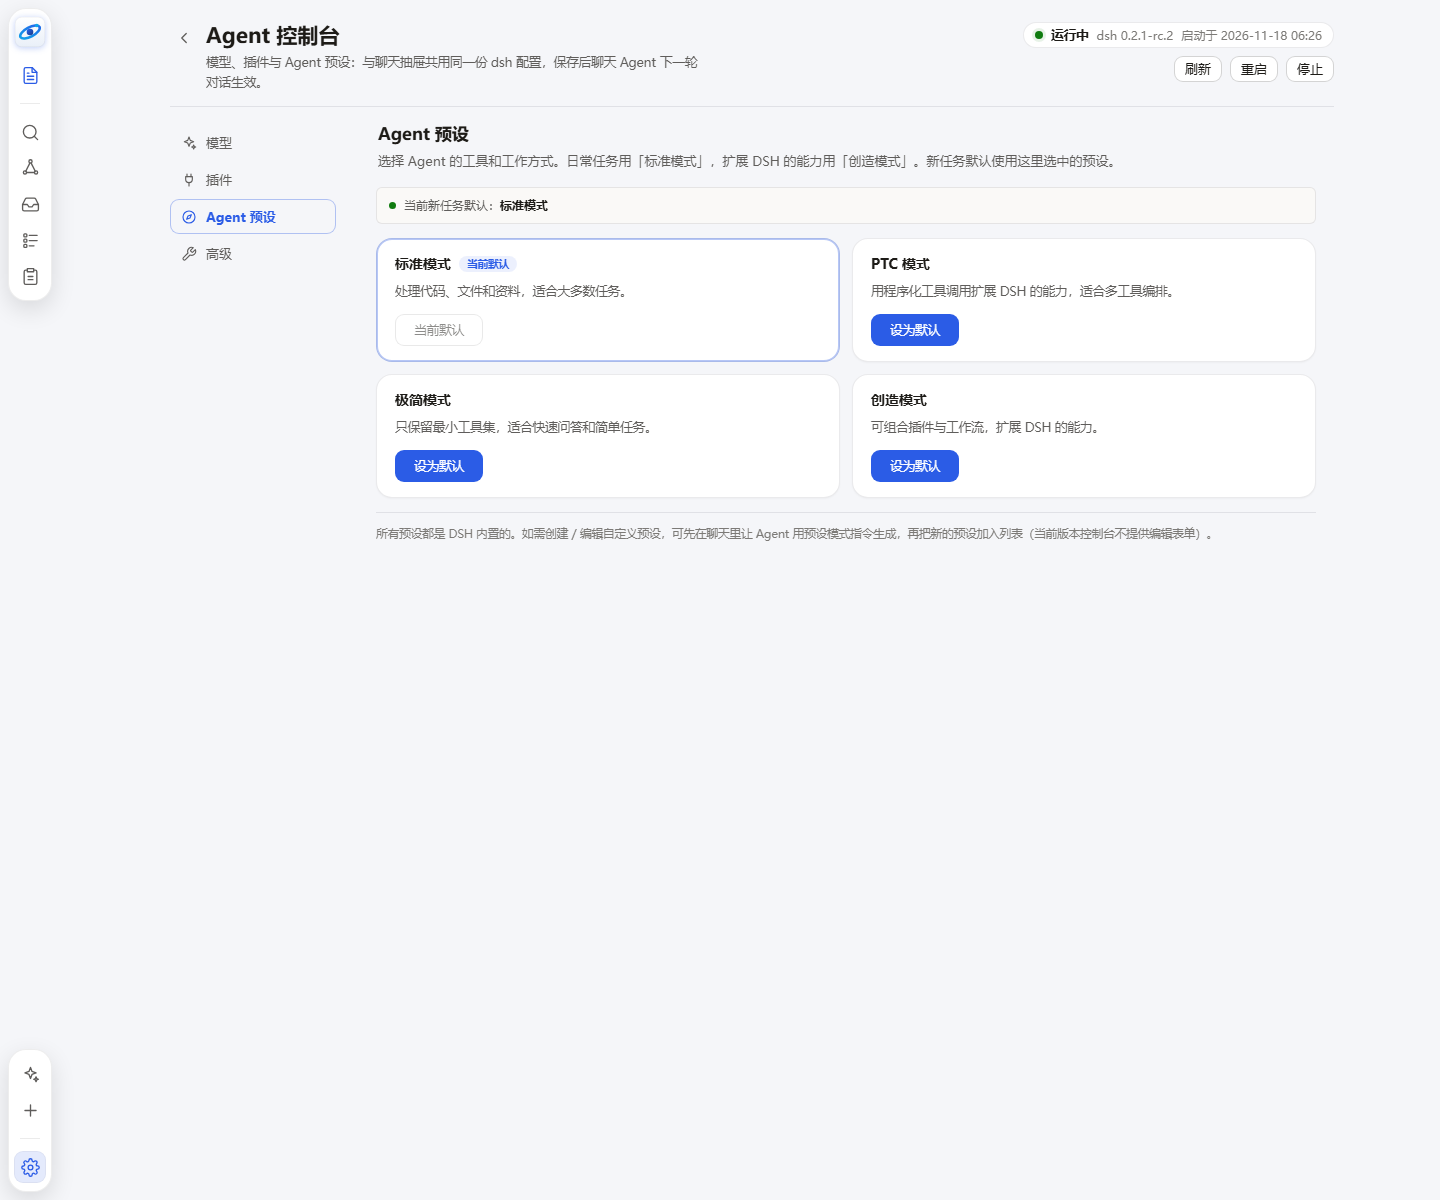 Agent 控制台
模型、插件与 Agent 预设：与聊天抽屉共用同一份 dsh 配置，保存后聊天 Agent 下一轮
对话生效。
运行中 dsh 0.2.1-rc.2 启动于 2026-11-18 06:26
刷新 重启 停止
模型
插件
Agent 预设
高级
Agent 预设
选择 Agent 的工具和工作方式。日常任务用「标准模式」，扩展 DSH 的能力用「创造模式」。新任务默认使用这里选中的预设。
当前新任务默认：标准模式
标准模式 当前默认
处理代码、文件和资料，适合大多数任务。
当前默认
PTC 模式
用程序化工具调用扩展 DSH 的能力，适合多工具编排。
设为默认
极简模式
只保留最小工具集，适合快速问答和简单任务。
设为默认
创造模式
可组合插件与工作流，扩展 DSH 的能力。
设为默认
所有预设都是 DSH 内置的。如需创建 / 编辑自定义预设，可先在聊天里让 Agent 用预设模式指令生成，再把新的预设加入列表（当前版本控制台不提供编辑表单）。